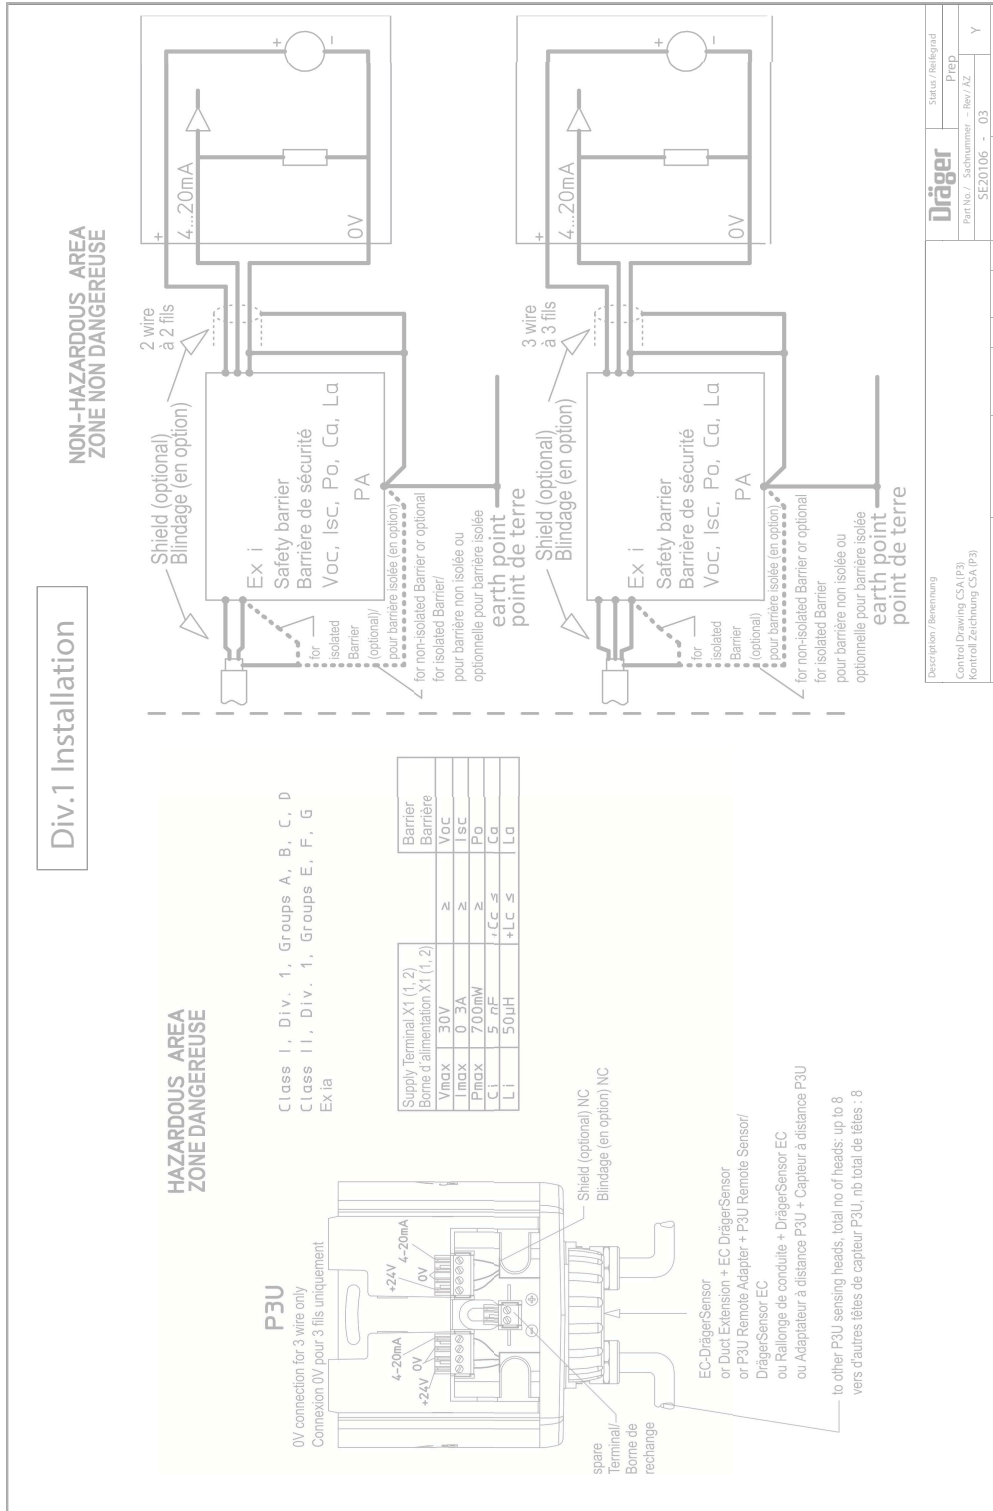 Div.1 Installation
HAZARDOUS AREA
ZONE DANGEREUSE
NON-HAZARDOUS AREA
ZONE NON DANGEREUSE
P3U
0V connection for 3 wire only
Connexion 0V pour 3 fils uniquement
4-20mA
0V
+24V
+24V
0V
4-20mA
spare
Terminal/
Borne de
rechange
Shield (optional) NC
Blindage (en option) NC
EC-DrägerSensor
or Duct Extension + EC DrägerSensor
or P3U Remote Adapter + P3U Remote Sensor/
DrägerSensor EC
ou Rallonge de conduite + DrägerSensor EC
ou Adaptateur à distance P3U + Capteur à distance P3U
to other P3U sensing heads, total no of heads: up to 8
vers d'autres têtes de capteur P3U, nb total de têtes : 8
Class I, Div. 1, Groups A, B, C, D
Class II, Div. 1, Groups E, F, G
Ex ia
Supply Terminal X1 (1, 2)
Borne d'alimentation X1 (1, 2)
Barrier
Barrière
Vmax 30V ≥ Voc
Imax 0 3A ≥ Isc
Pmax 700mW ≥ Po
Ci 5 nF +Cc ≤ Ca
Li 50µH +Lc ≤ La
Shield (optional)
Blindage (en option)
2 wire
à 2 fils
Ex i
Safety barrier
Barrière de sécurité
Voc, Isc, Po, Ca, La
PA
for
isolated
Barrier
(optional)/
pour barrière isolée (en option)
for non-isolated Barrier or optional
for isolated Barrier/
pour barrière non isolée ou
optionnelle pour barrière isolée
earth point
point de terre
+
4...20mA
0V
+
-
Shield (optional)
Blindage (en option)
3 wire
à 3 fils
Ex i
Safety barrier
Barrière de sécurité
Voc, Isc, Po, Ca, La
PA
for
isolated
Barrier
(optional)
pour barrière isolée (en option)
for non-isolated Barrier or optional
for isolated Barrier
pour barrière non isolée ou
optionnelle pour barrière isolée
earth point
point de terre
+
4...20mA
0V
+
-
Description / Benennung
Control Drawing CSA (P3)
Kontroll Zeichnung CSA (P3)
Dräger
Status / Reifegrad
Prep
Part No. / Sachnummer - Rev / ÄZ
SE20106 - 03
Y